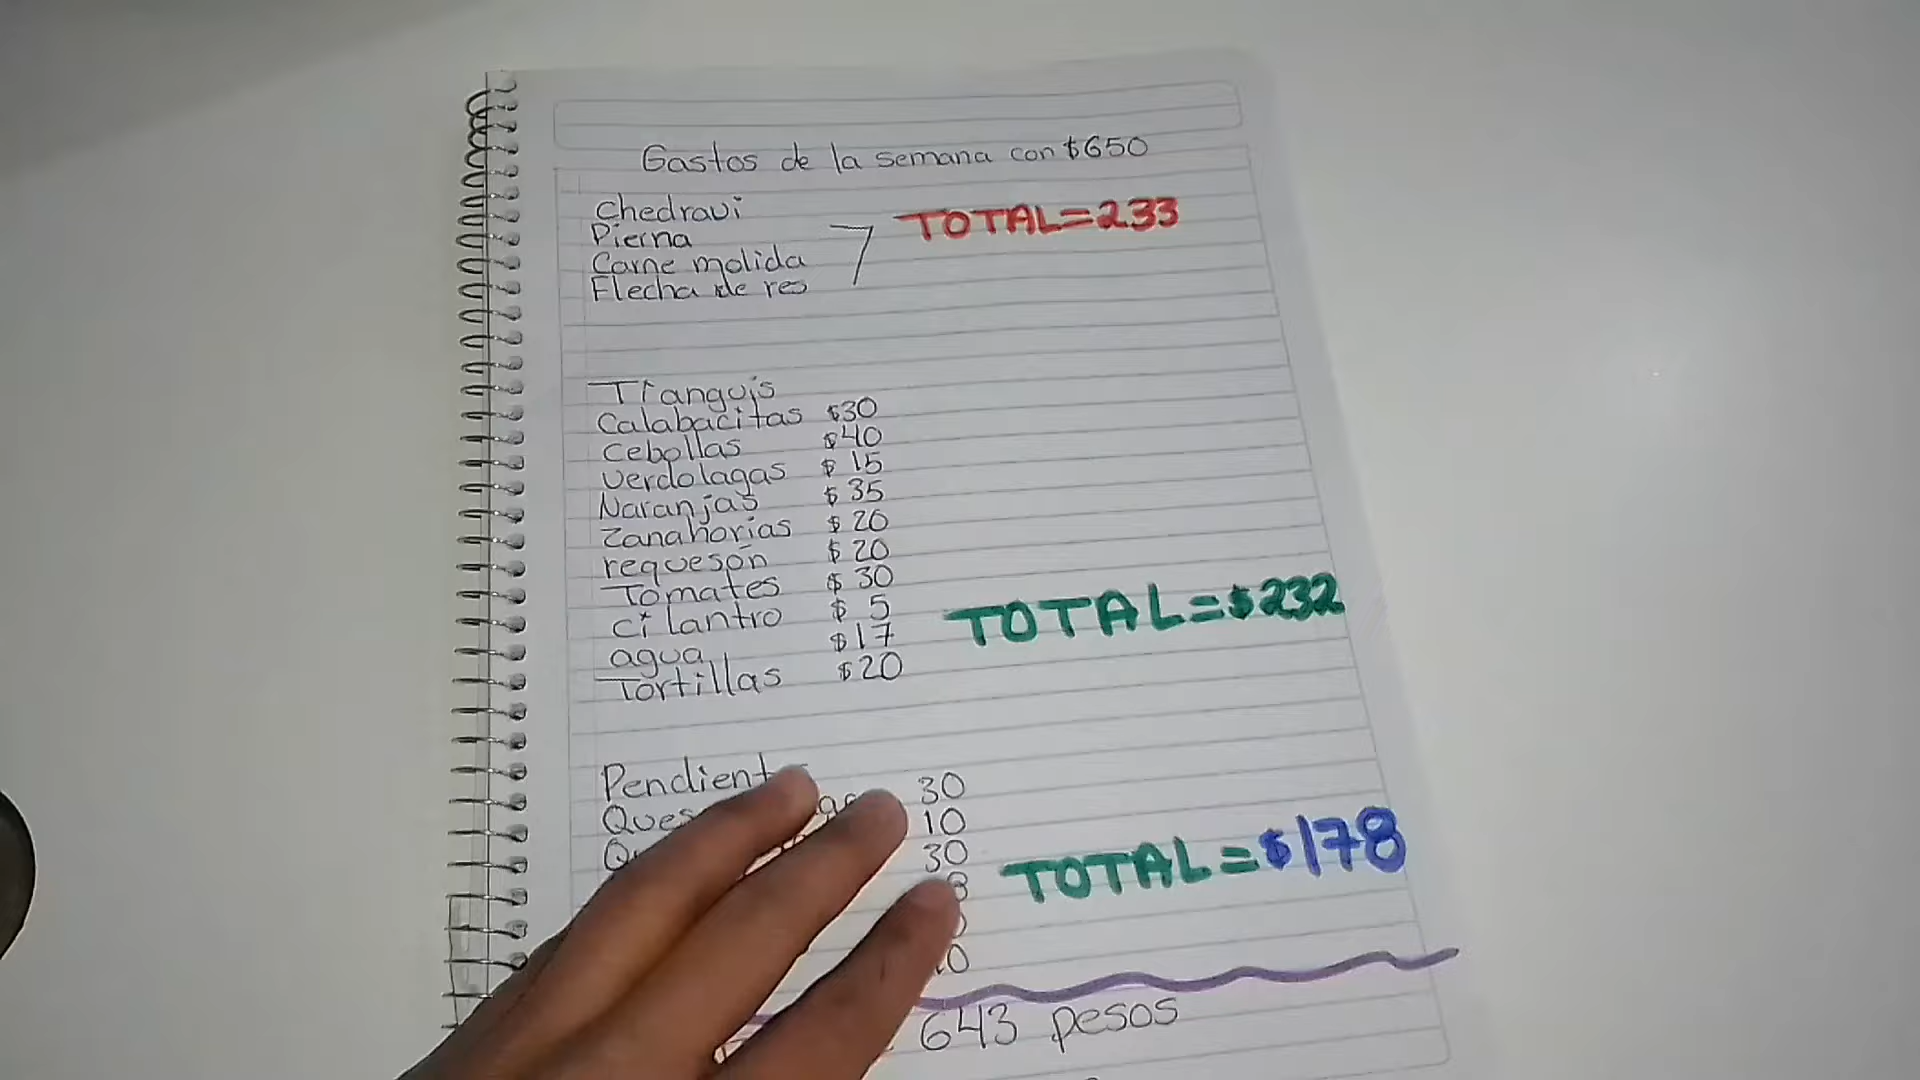 Gastos de la semana con $650
Chedraui
Pierna
Carne molida
Flecha de res
TOTAL=233
Tianguis
Calabacitas $30
Cebollas $40
verdolagas $ 15
Naranjas $ 35
Zanahorias $ 20
requesón $ 20
Tomates $ 30
cilantro $ 5
agua $17
Tortillas $20
TOTAL=$232
30
10
30
TOTAL=$178
643 pesos